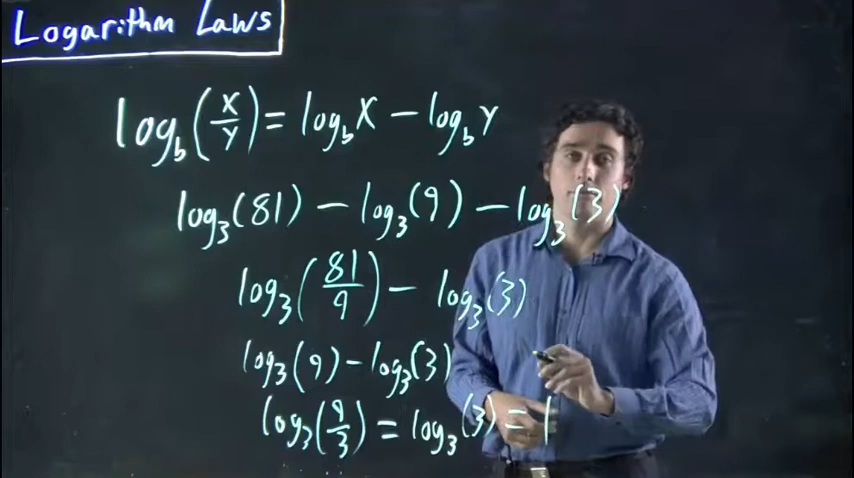 Logarithm Laws
log_b(x/y) = log_b x - log_b y
log_3(81) - log_3(9) - log_3(3)
log_3(81/9) - log_3(3)
log_3(9) - log_3(3)
log_3(9/3) = log_3(3) = 1